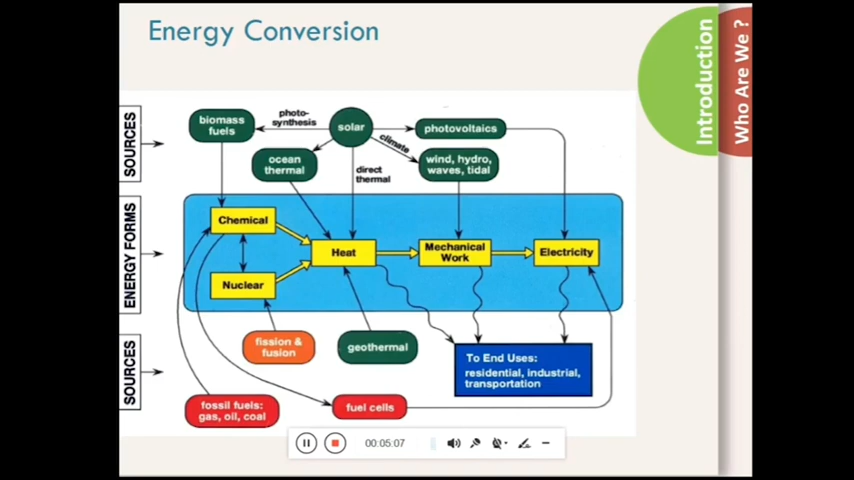 Energy Conversion
Introduction
Who Are We ?
SOURCES
ENERGY FORMS
SOURCES
biomass
fuels
photo-
synthesis
solar
photovoltaics
climate
ocean
thermal
direct
thermal
wind, hydro,
waves, tidal
Chemical
Heat
Mechanical
Work
Electricity
Nuclear
fission &
fusion
geothermal
To End Uses:
residential, industrial,
transportation
fossil fuels:
gas, oil, coal
fuel cells
00:05:07